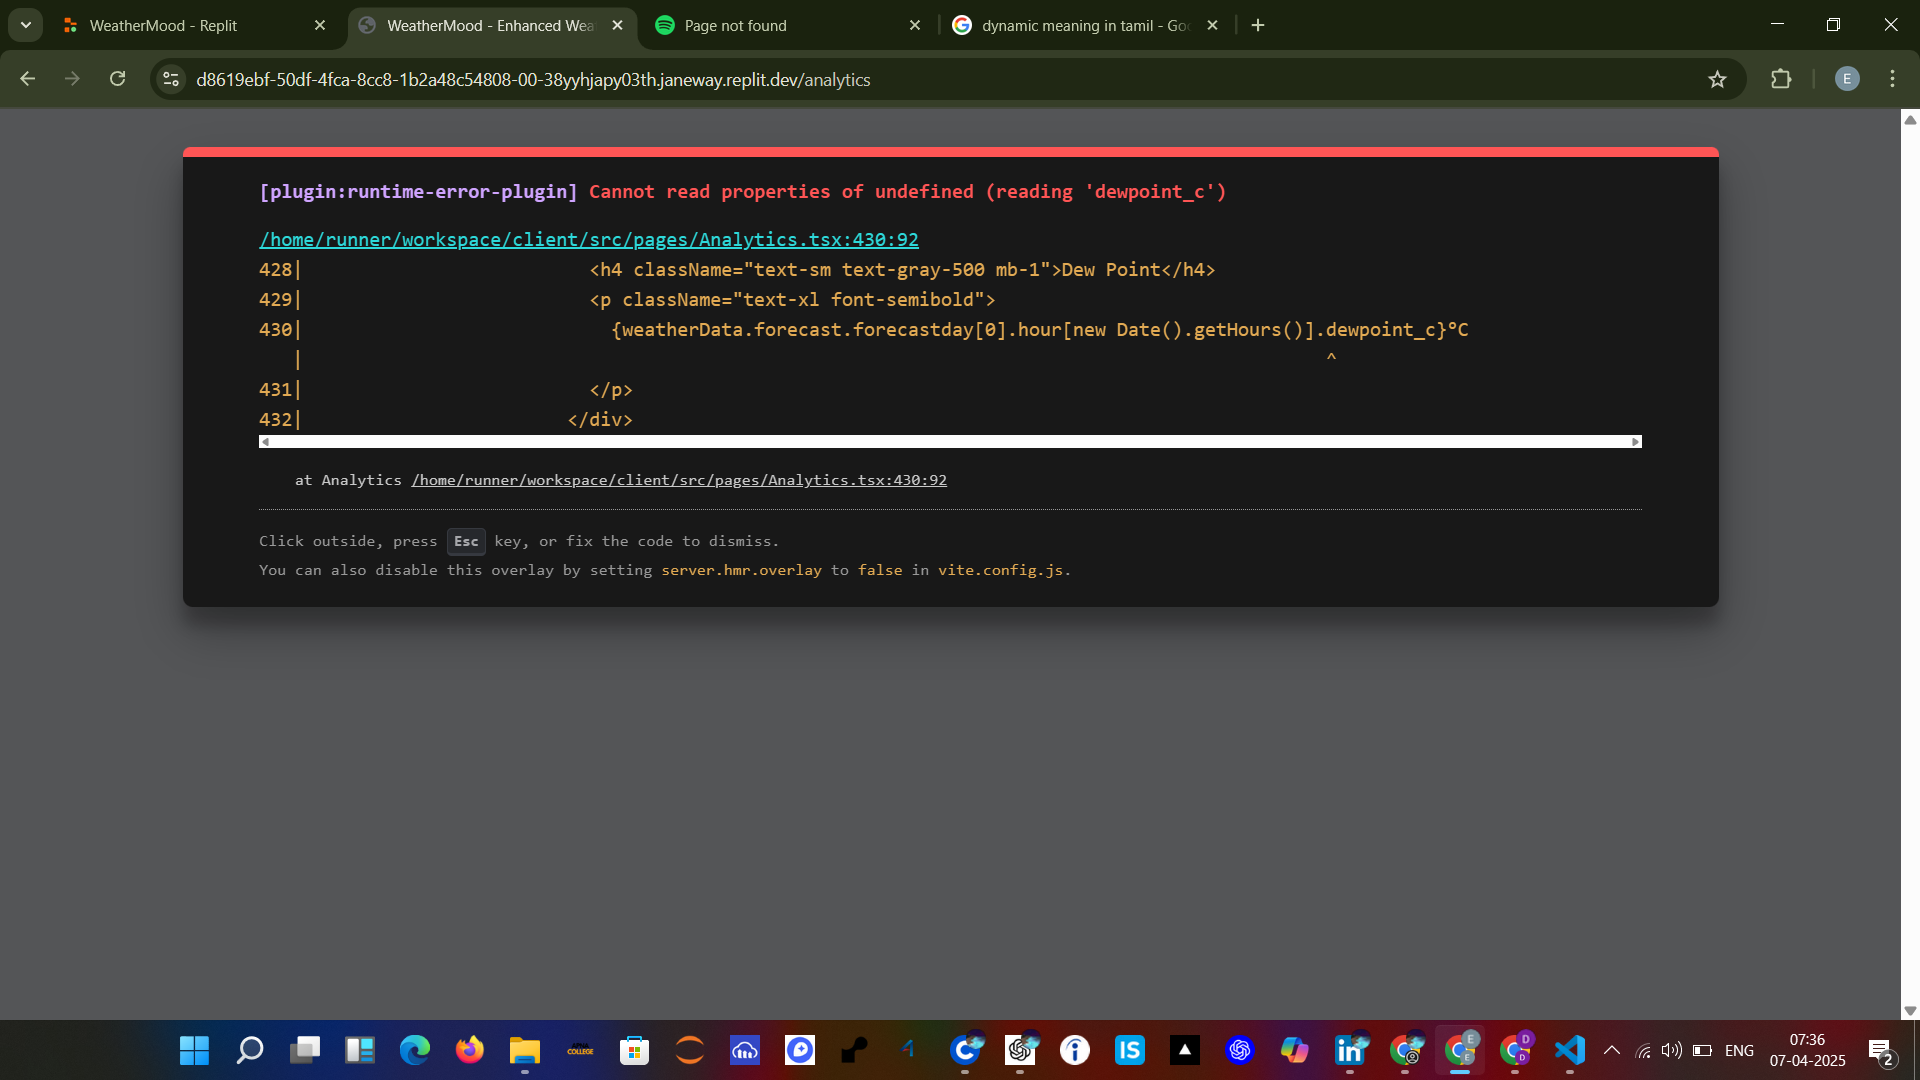 WeatherMood - Replit
WeatherMood - Enhanced Wea
Page not found
dynamic meaning in tamil - Goo
d8619ebf-50df-4fca-8cc8-1b2a48c54808-00-38yyhjapy03th.janeway.replit.dev/analytics
E
[plugin:runtime-error-plugin] Cannot read properties of undefined (reading 'dewpoint_c')
/home/runner/workspace/client/src/pages/Analytics.tsx:430:92
428| <h4 className="text-sm text-gray-500 mb-1">Dew Point</h4>
429| <p className="text-xl font-semibold">
430| {weatherData.forecast.forecastday[0].hour[new Date().getHours()].dewpoint_c}°C
| ^
431| </p>
432| </div>
at Analytics /home/runner/workspace/client/src/pages/Analytics.tsx:430:92
Click outside, press Esc key, or fix the code to dismiss.
You can also disable this overlay by setting server.hmr.overlay to false in vite.config.js.
COLLEGE
IS
in
E
E
D
D
ENG
07:36
07-04-2025
2